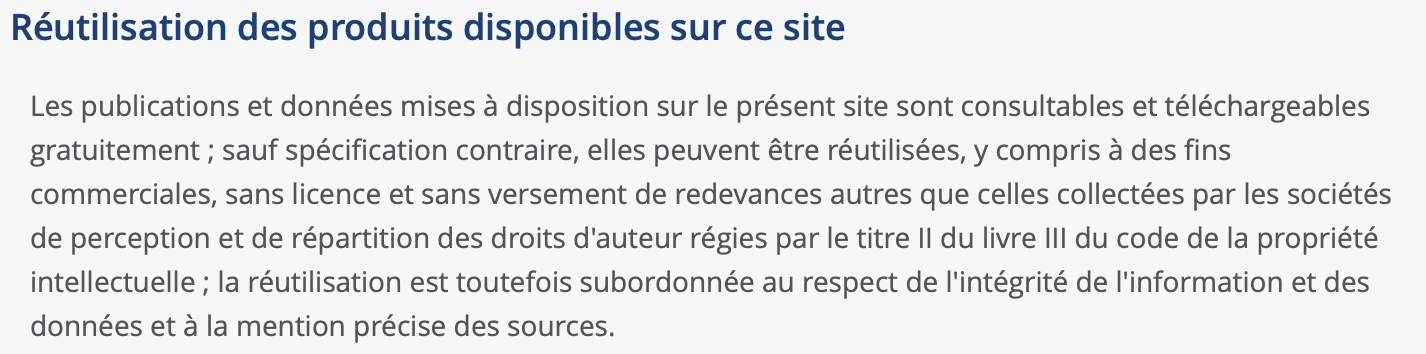 Réutilisation des produits disponibles sur ce site
Les publications et données mises à disposition sur le présent site sont consultables et téléchargeables
gratuitement ; sauf spécification contraire, elles peuvent être réutilisées, y compris à des fins
commerciales, sans licence et sans versement de redevances autres que celles collectées par les sociétés
de perception et de répartition des droits d'auteur régies par le titre II du livre III du code de la propriété
intellectuelle ; la réutilisation est toutefois subordonnée au respect de l'intégrité de l'information et des
données et à la mention précise des sources.